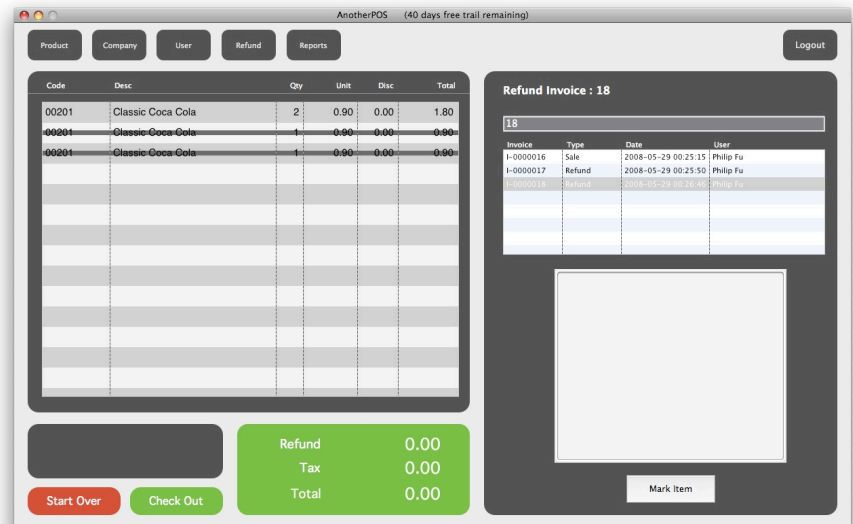 AnotherPOS (40 days free trail remaining)
Product Company User Refund Reports Logout
Code Desc Qty Unit Disc Total
00201 Classic Coca Cola 2 0.90 0.00 1.80
00201 Classic Coca Cola 1 0.90 0.00 0.90
00201 Classic Coca Cola 1 0.90 0.00 0.90
Refund Invoice : 18
18
Invoice Type Date User
I-0000016 Sale 2008-05-29 00:25:15 Philip Fu
I-0000017 Refund 2008-05-29 00:25:50 Philip Fu
I-0000018 Refund 2008-05-29 00:26:46 Philip Fu
Refund 0.00
Tax 0.00
Total 0.00
Start Over Check Out
Mark Item